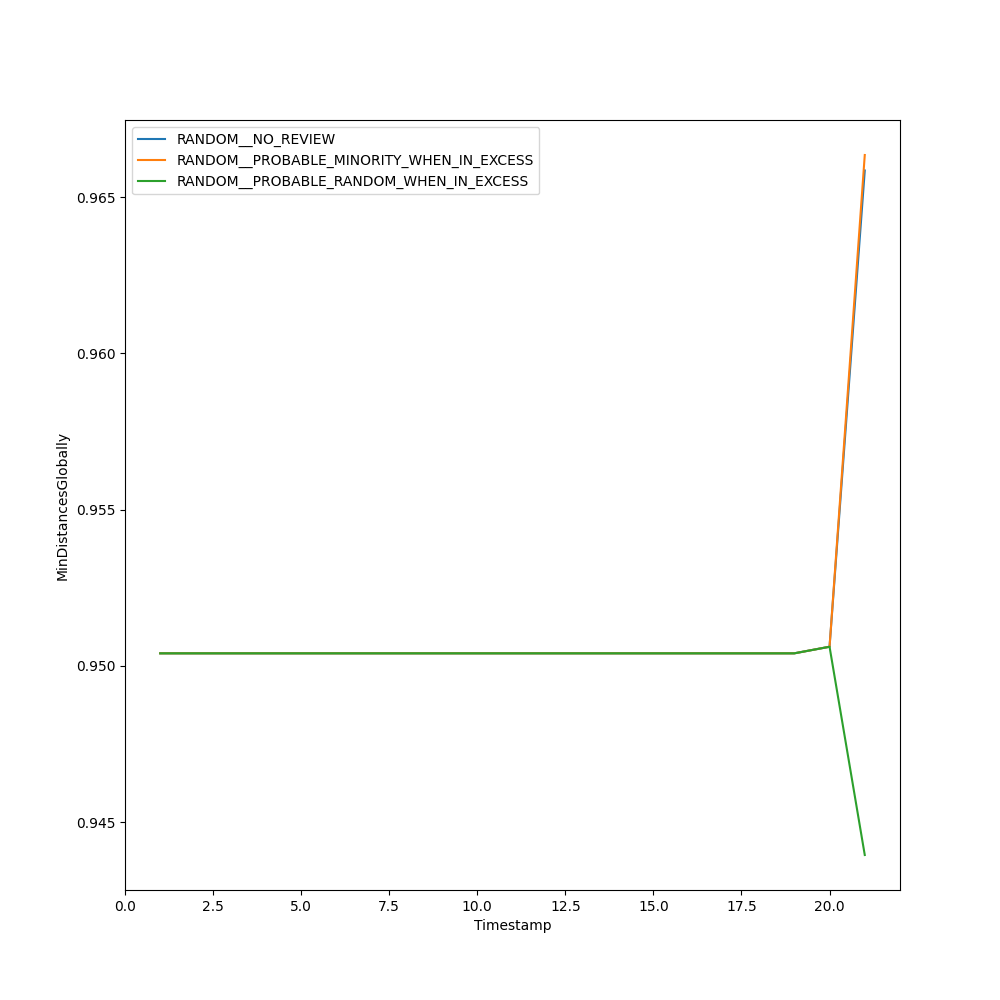 RANDOM__NO_REVIEW
RANDOM__PROBABLE_MINORITY_WHEN_IN_EXCESS
RANDOM__PROBABLE_RANDOM_WHEN_IN_EXCESS
0.965
0.960
0.955
0.950
0.945
MinDistancesGlobally
0.0 2.5 5.0 7.5 10.0 12.5 15.0 17.5 20.0
Timestamp